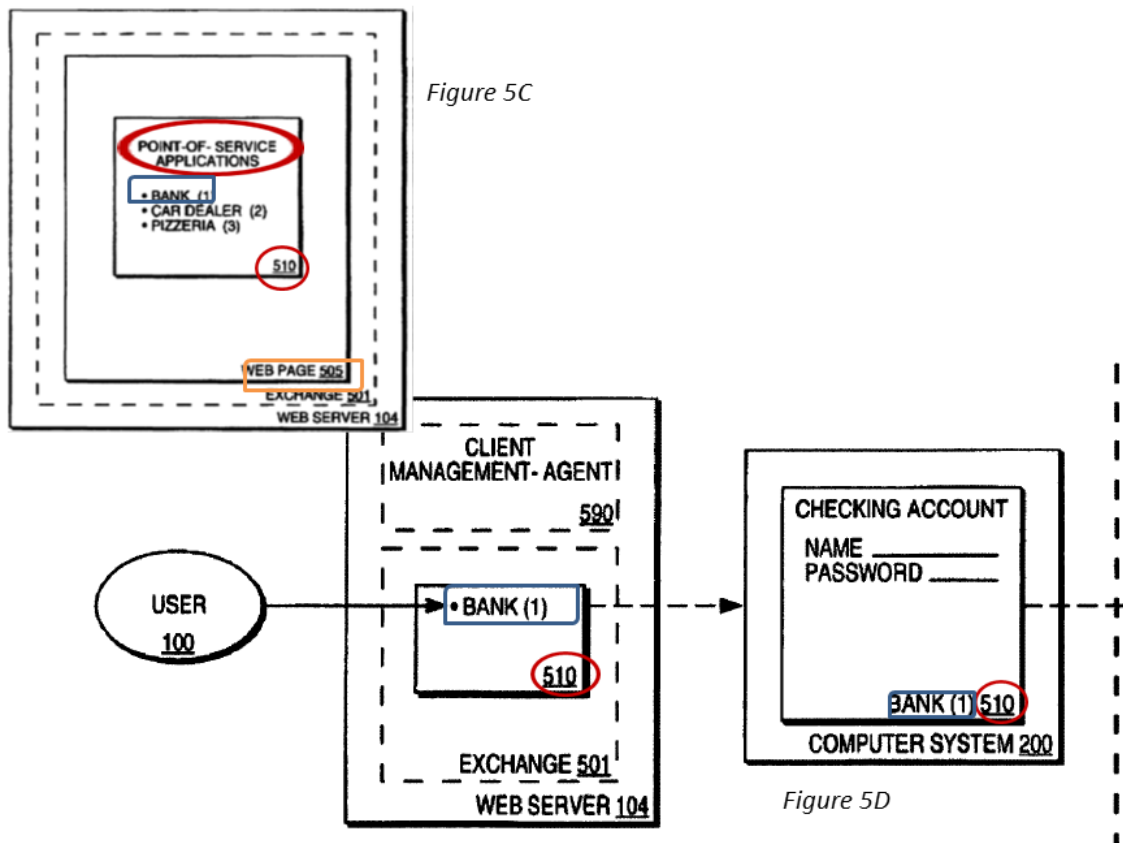 Figure 5C
POINT-OF- SERVICE
APPLICATIONS
• BANK (1)
• CAR DEALER (2)
• PIZZERIA (3)
510
WEB PAGE 505
EXCHANGE 501
WEB SERVER 104
CLIENT
MANAGEMENT- AGENT
590
USER
100
• BANK (1)
510
EXCHANGE 501
WEB SERVER 104
CHECKING ACCOUNT
NAME
PASSWORD
BANK (1) 510
COMPUTER SYSTEM 200
Figure 5D